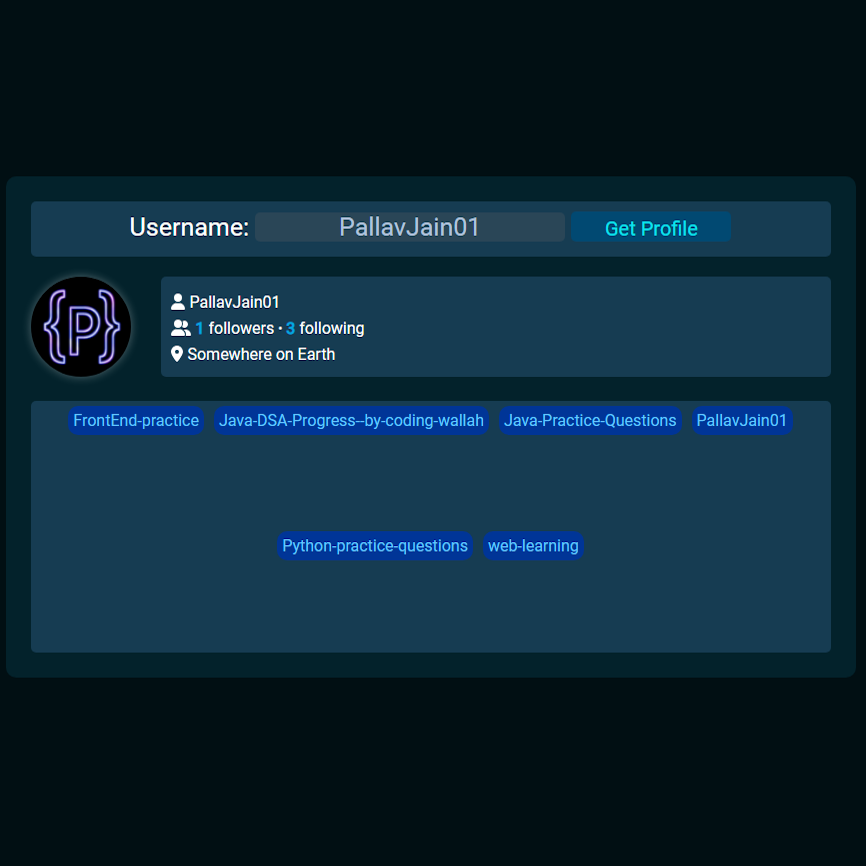 Username: PallavJain01 Get Profile
{P}
PallavJain01
1 followers · 3 following
Somewhere on Earth
FrontEnd-practice Java-DSA-Progress--by-coding-wallah Java-Practice-Questions PallavJain01
Python-practice-questions web-learning